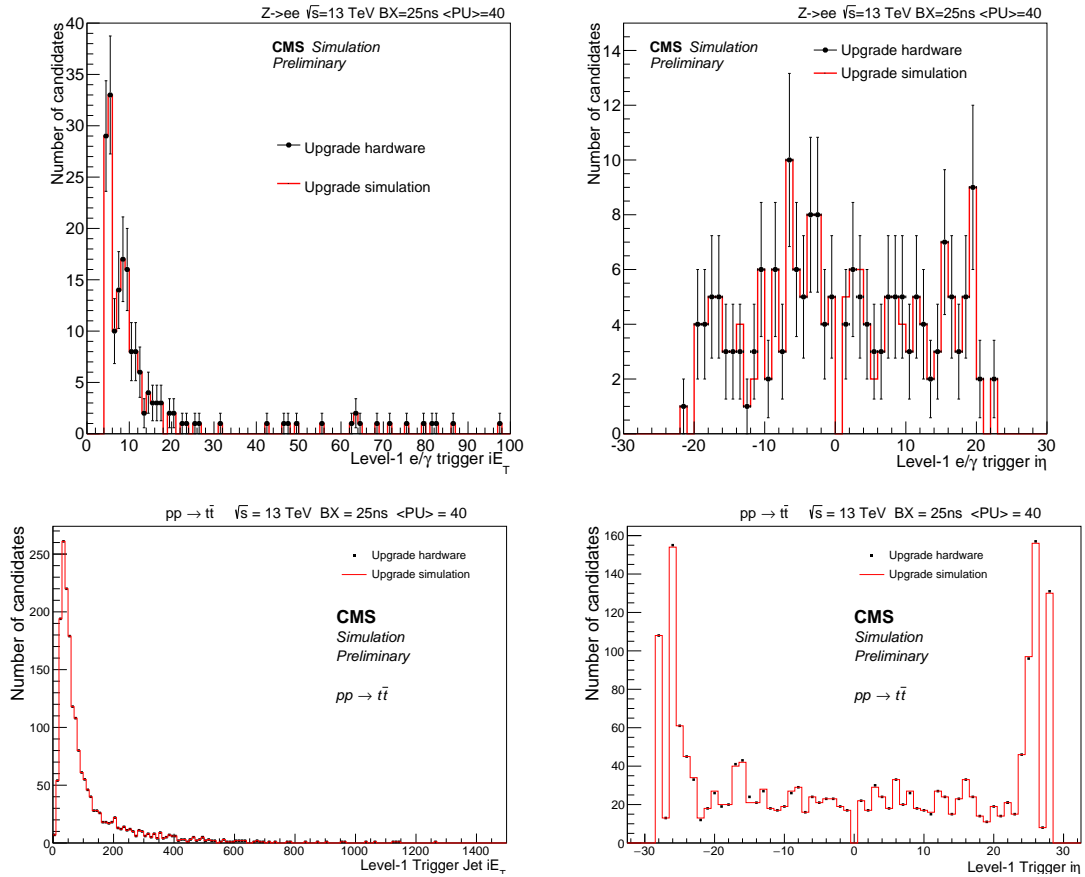 Z->ee √s=13 TeV BX=25ns <PU>=40
CMS Simulation
Preliminary
Upgrade hardware
Upgrade simulation
Number of candidates
40
35
30
25
20
15
10
5
0
0 10 20 30 40 50 60 70 80 90 100
Level-1 e/γ trigger iE_T
Z->ee √s=13 TeV BX=25ns <PU>=40
CMS Simulation
Preliminary
Upgrade hardware
Upgrade simulation
Number of candidates
14
12
10
8
6
4
2
0
-30 -20 -10 0 10 20 30
Level-1 e/γ trigger iη
pp → tt̄ √s = 13 TeV BX = 25ns <PU> = 40
Upgrade hardware
Upgrade simulation
CMS
Simulation
Preliminary
pp → tt̄
Number of candidates
250
200
150
100
50
0
0 200 400 600 800 1000 1200 1400
Level-1 Trigger Jet iE_T
pp → tt̄ √s = 13 TeV BX = 25ns <PU> = 40
Upgrade hardware
Upgrade simulation
CMS
Simulation
Preliminary
pp → tt̄
Number of candidates
160
140
120
100
80
60
40
20
0
−30 −20 −10 0 10 20 30
Level-1 Trigger iη